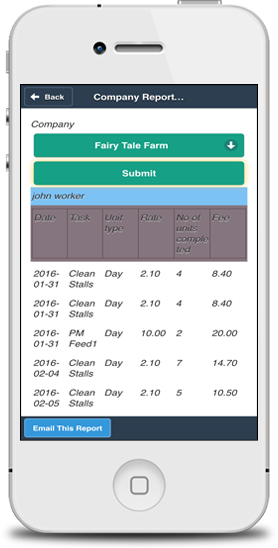 Back Company Report...
Company
Fairy Tale Farm
Submit
john worker
Date Task Unit type Rate No of units comple ted Fee
2016-01-31 Clean Stalls Day 2.10 4 8.40
2016-01-31 Clean Stalls Day 2.10 4 8.40
2016-01-31 PM Feed1 Day 10.00 2 20.00
2016-02-04 Clean Stalls Day 2.10 7 14.70
2016-02-05 Clean Stalls Day 2.10 5 10.50
Email This Report